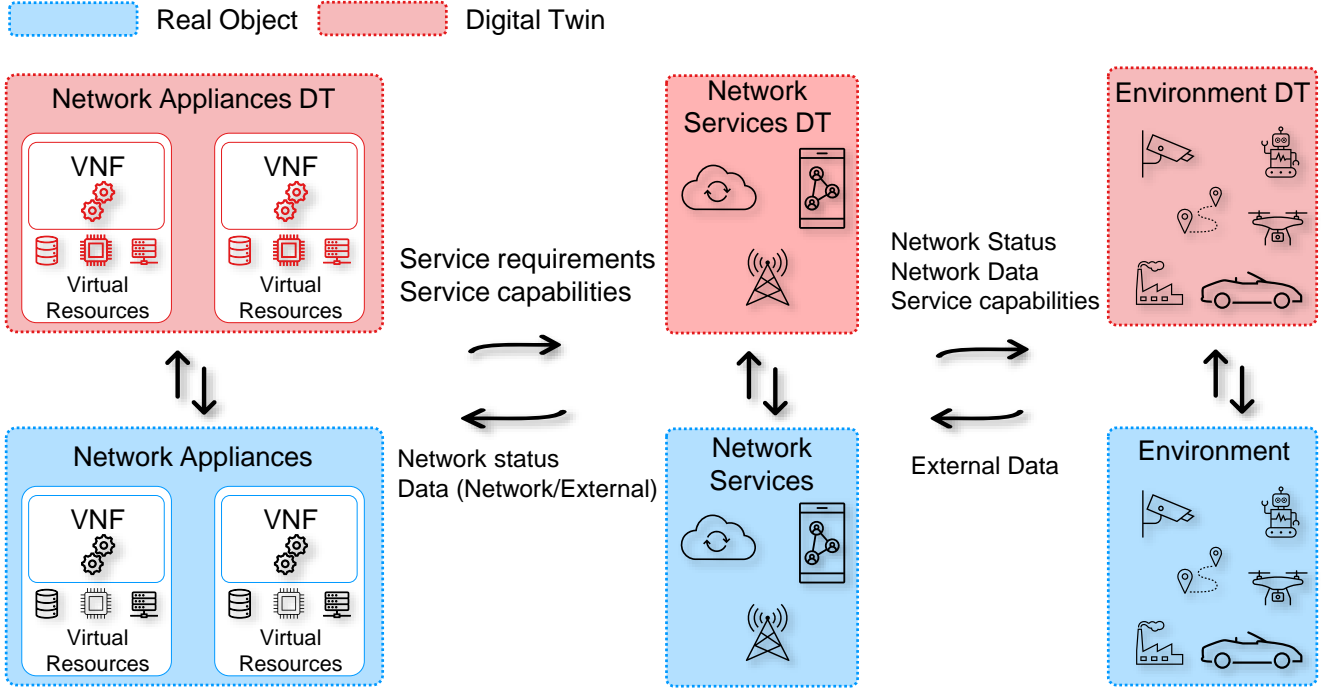 Real Object
Digital Twin
Network Appliances DT
VNF
Virtual
Resources
VNF
Virtual
Resources
Service requirements
Service capabilities
Network
Services DT
Network Status
Network Data
Service capabilities
Environment DT
Network Appliances
VNF
Virtual
Resources
VNF
Virtual
Resources
Network status
Data (Network/External)
Network
Services
External Data
Environment